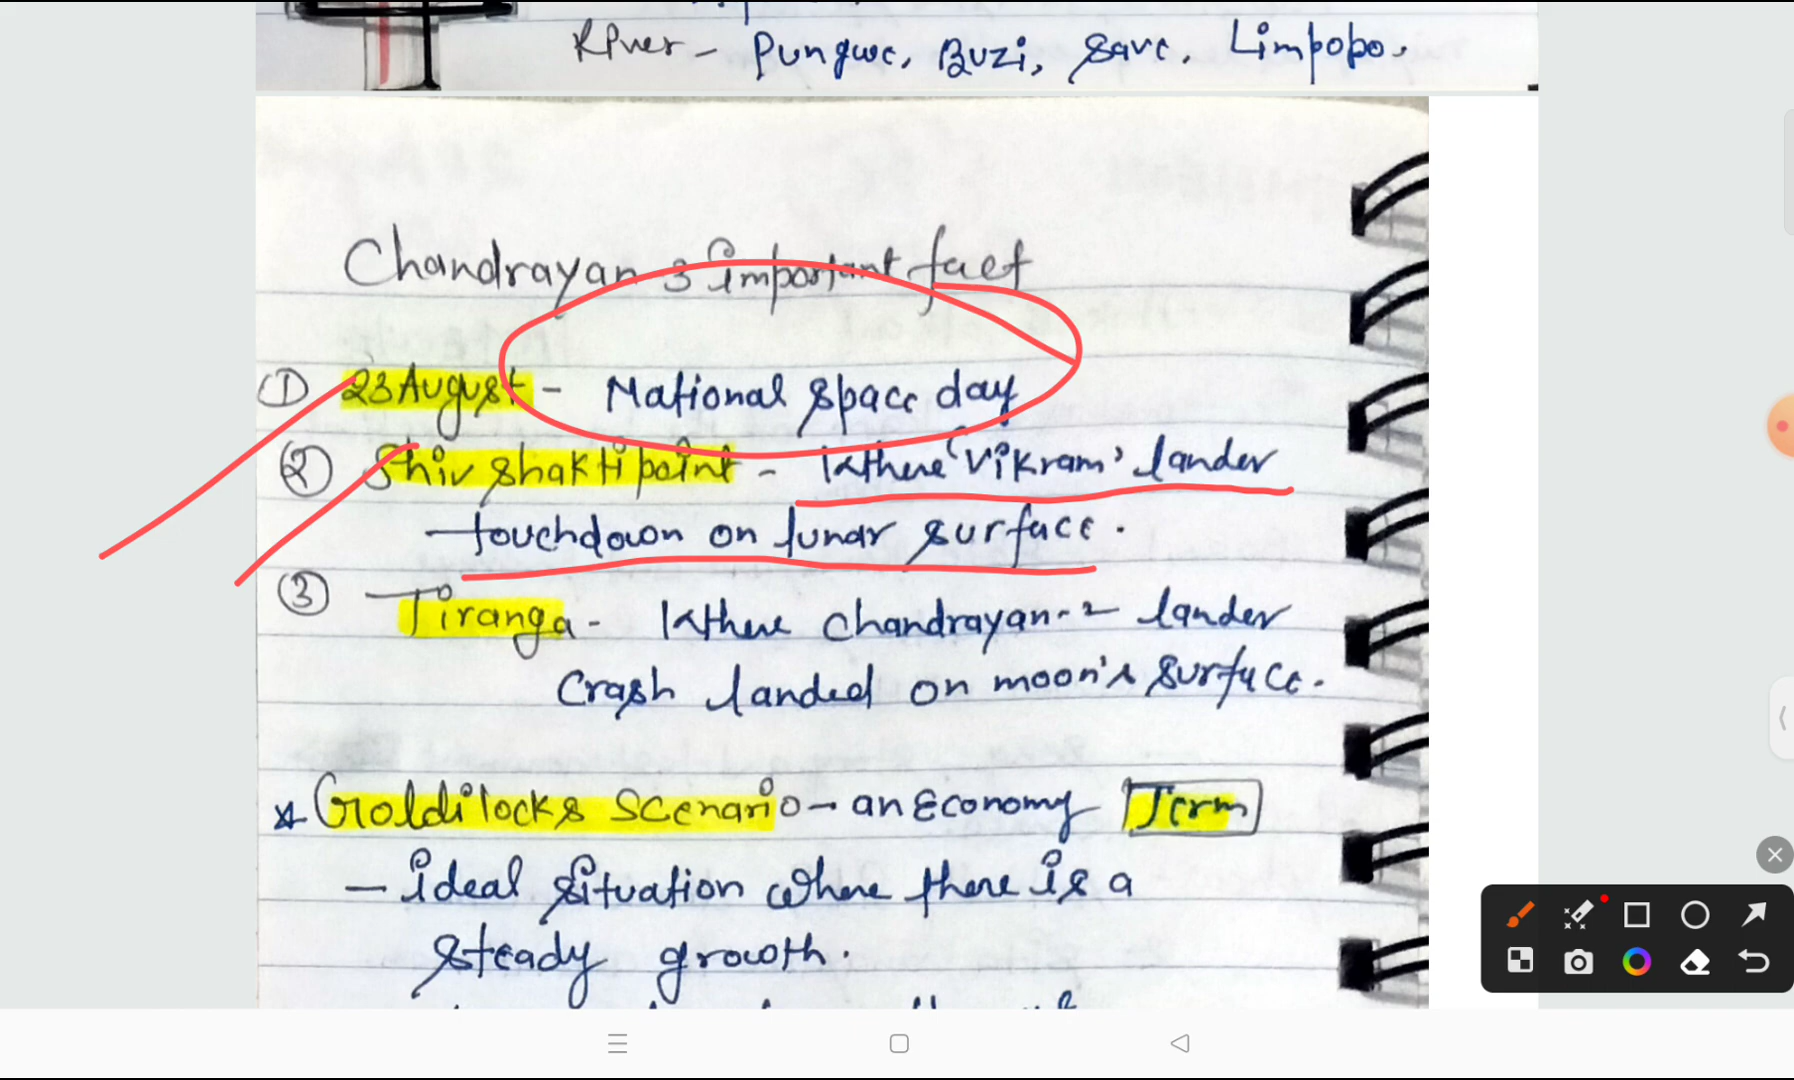 River - Pungwe, Buzi, Save, Limpopo.
Chandrayan 3 important fact
① 23 August - National space day
② Shiv shakti point - Where 'Vikram' lander
touchdown on lunar surface.
③ Tiranga - Where Chandrayan-2 lander
Crash landed on moon's surface.
* Goldilocks Scenario - an Economy Term
- ideal situation where there is a
steady growth.